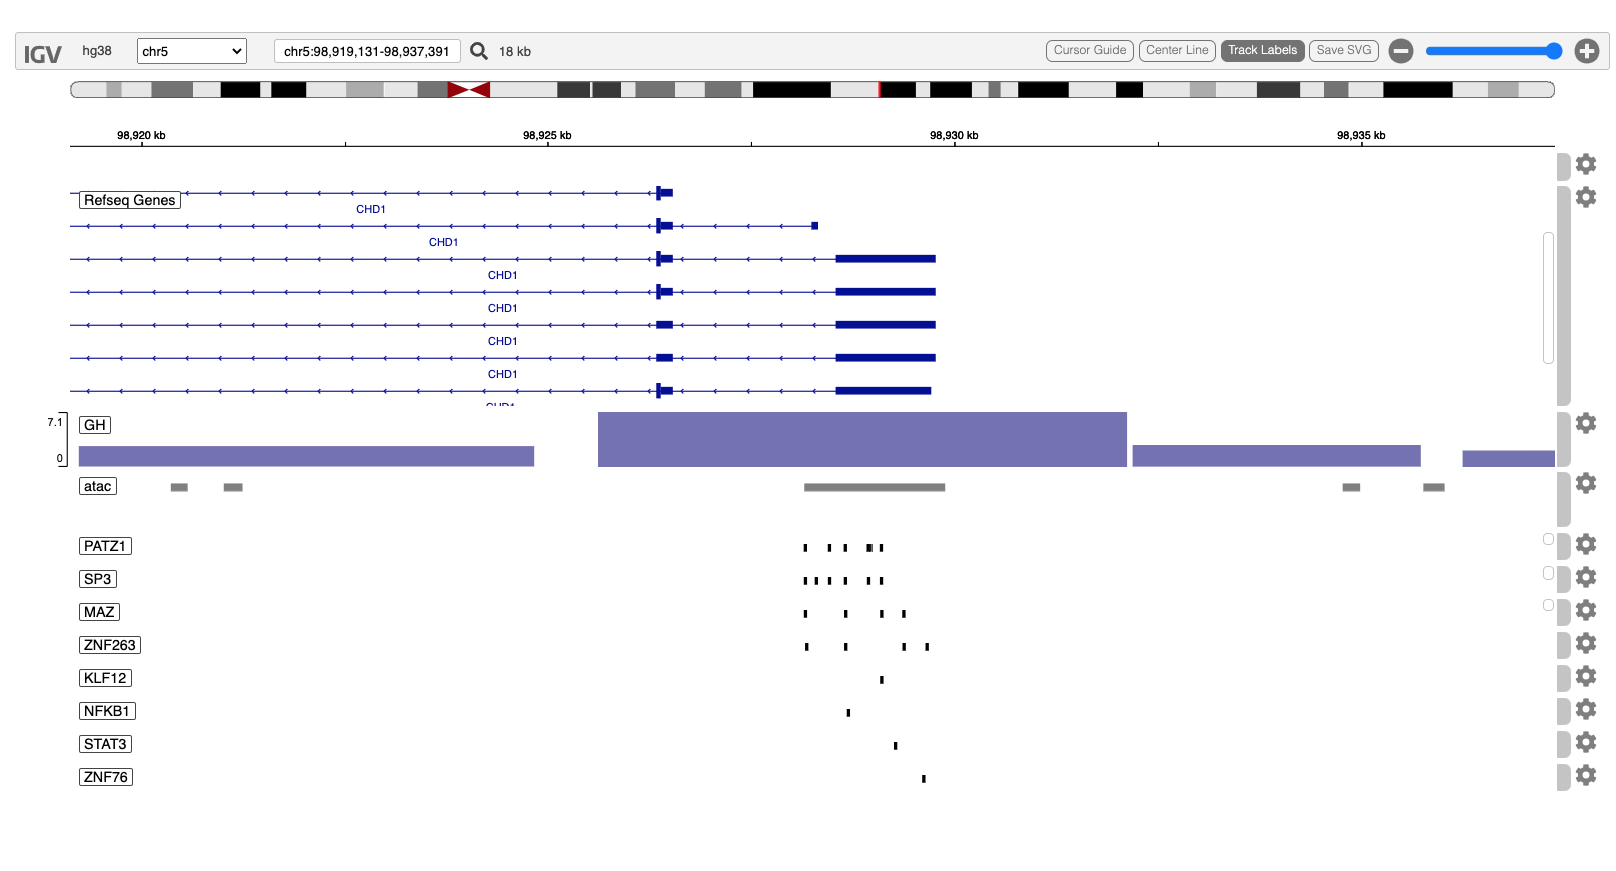 IGV hg38 chr5 chr5:98,919,131-98,937,391 18 kb Cursor Guide Center Line Track Labels Save SVG
98,920 kb 98,925 kb 98,930 kb 98,935 kb
Refseq Genes
CHD1
CHD1
CHD1
CHD1
CHD1
CHD1
CHD1
7.1
GH
0
atac
PATZ1
SP3
MAZ
ZNF263
KLF12
NFKB1
STAT3
ZNF76